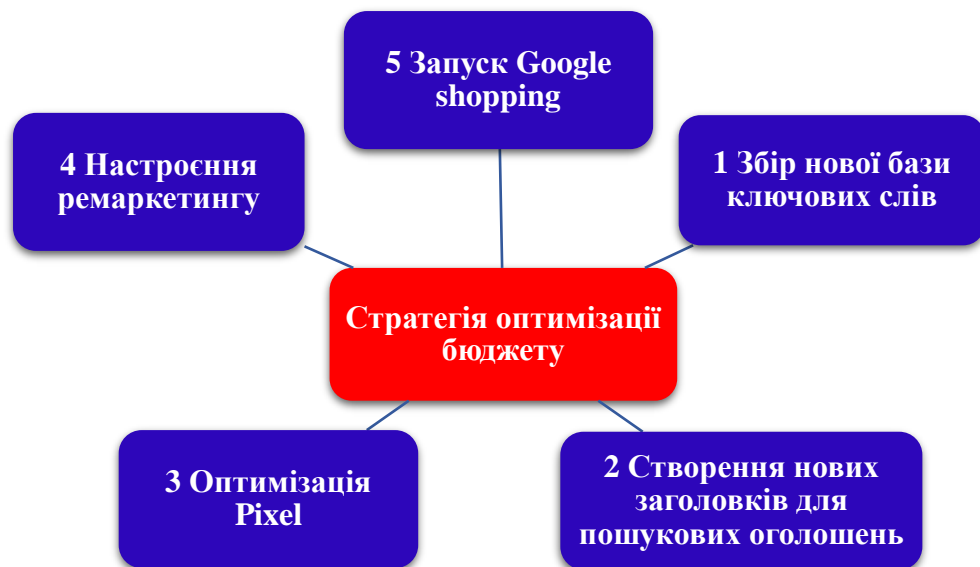 5 Запуск Google
shopping
4 Настроєння
ремаркетингу
1 Збір нової бази
ключових слів
Стратегія оптимізації
бюджету
3 Оптимізація
Pixel
2 Створення нових
заголовків для
пошукових оголошень